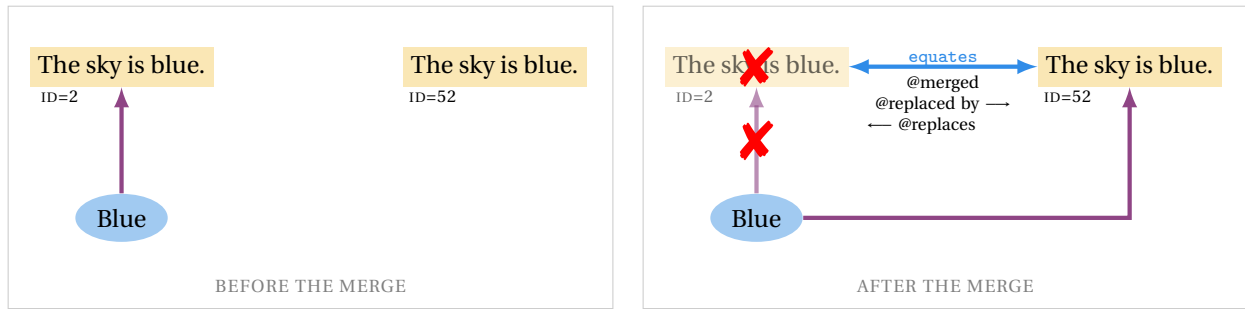 The sky is blue.
ID=2
The sky is blue.
ID=52
Blue
BEFORE THE MERGE
The sky is blue.
ID=2
equates
@merged
@replaced by ⟶
⟵ @replaces
The sky is blue.
ID=52
Blue
AFTER THE MERGE